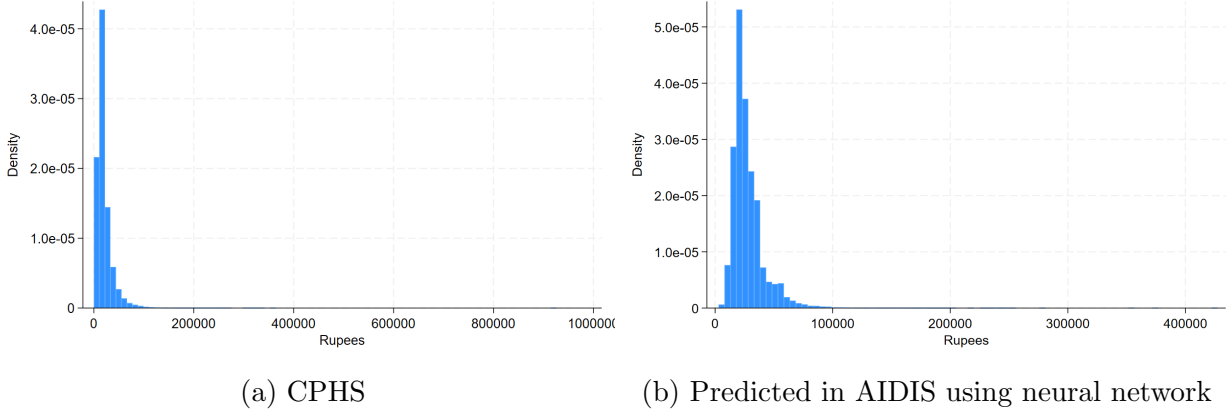 4.0e-05
3.0e-05
2.0e-05
1.0e-05
0
Density
0 200000 400000 600000 800000 1000000
Rupees
(a) CPHS
5.0e-05
4.0e-05
3.0e-05
2.0e-05
1.0e-05
0
Density
0 100000 200000 300000 400000
Rupees
(b) Predicted in AIDIS using neural network